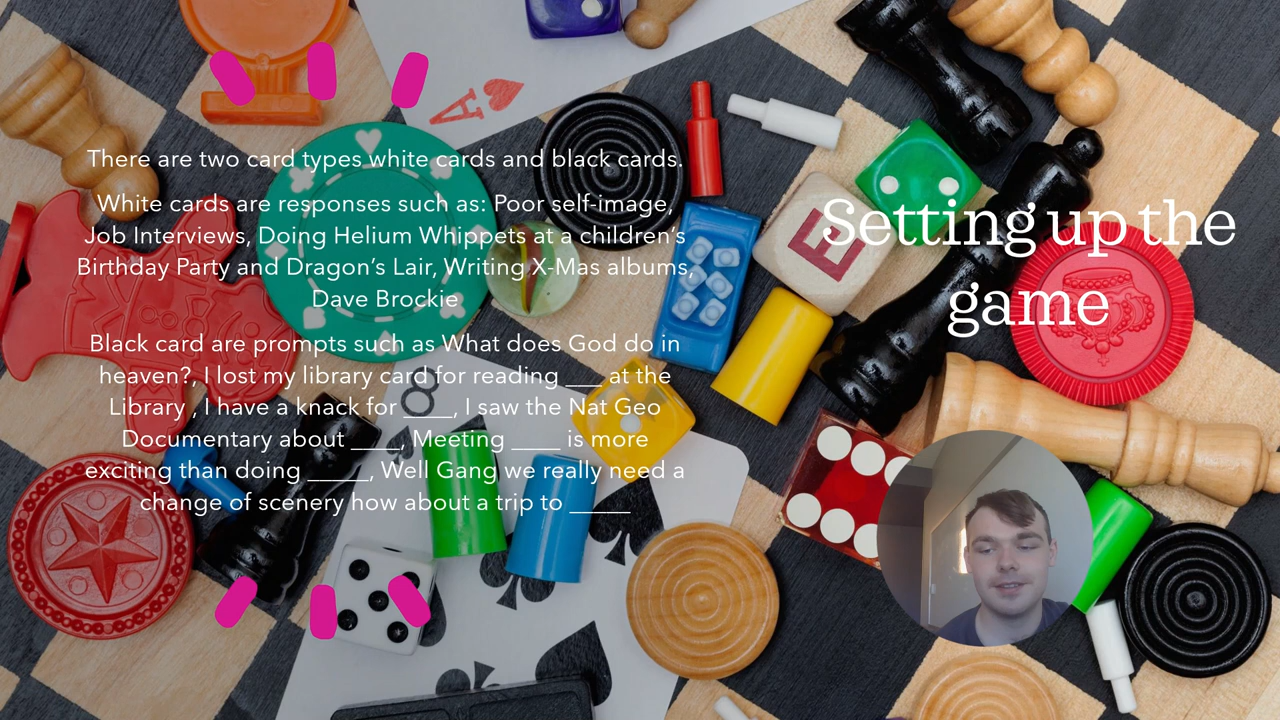 There are two card types white cards and black cards.
White cards are responses such as: Poor self-image,
Job Interviews, Doing Helium Whippets at a children's
Birthday Party and Dragon's Lair, Writing X-Mas albums,
Dave Brockie
Black card are prompts such as What does God do in
heaven?, I lost my library card for reading ___ at the
Library , I have a knack for ____, I saw the Nat Geo
Documentary about ____, Meeting ____ is more
exciting than doing _____, Well Gang we really need a
change of scenery how about a trip to _____
Setting up the
game
A
8
E